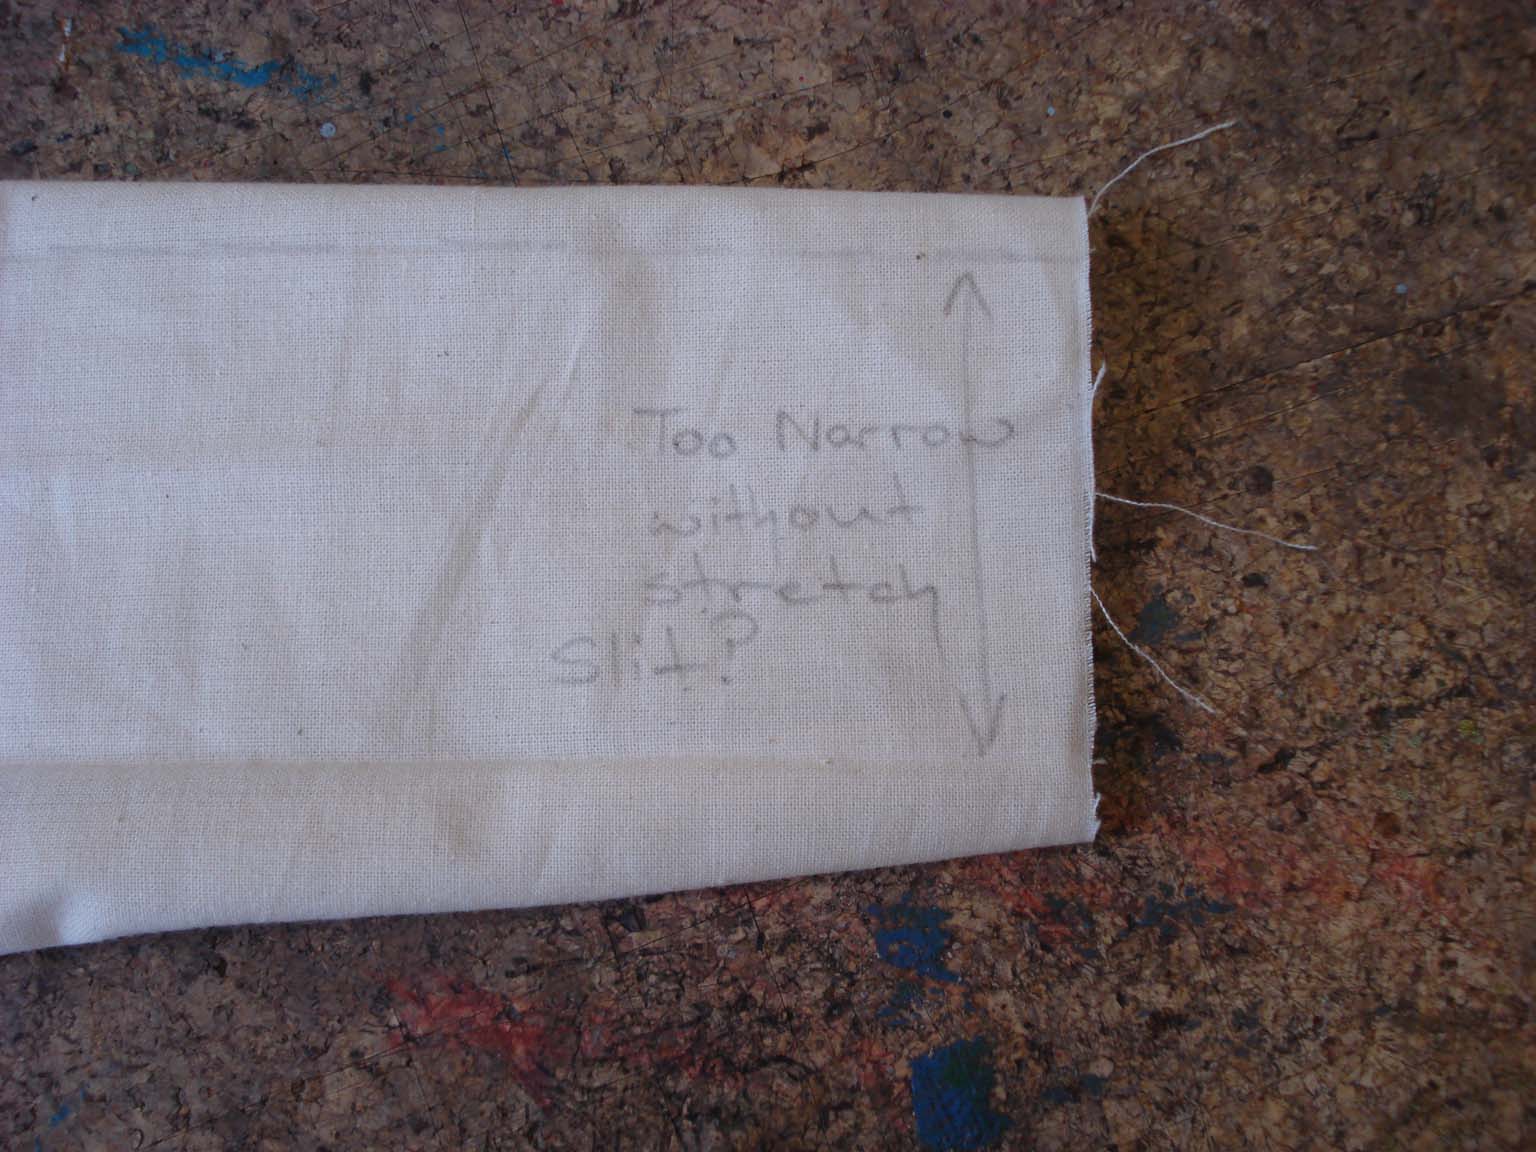 Too Narrow
without
stretch
Slit?